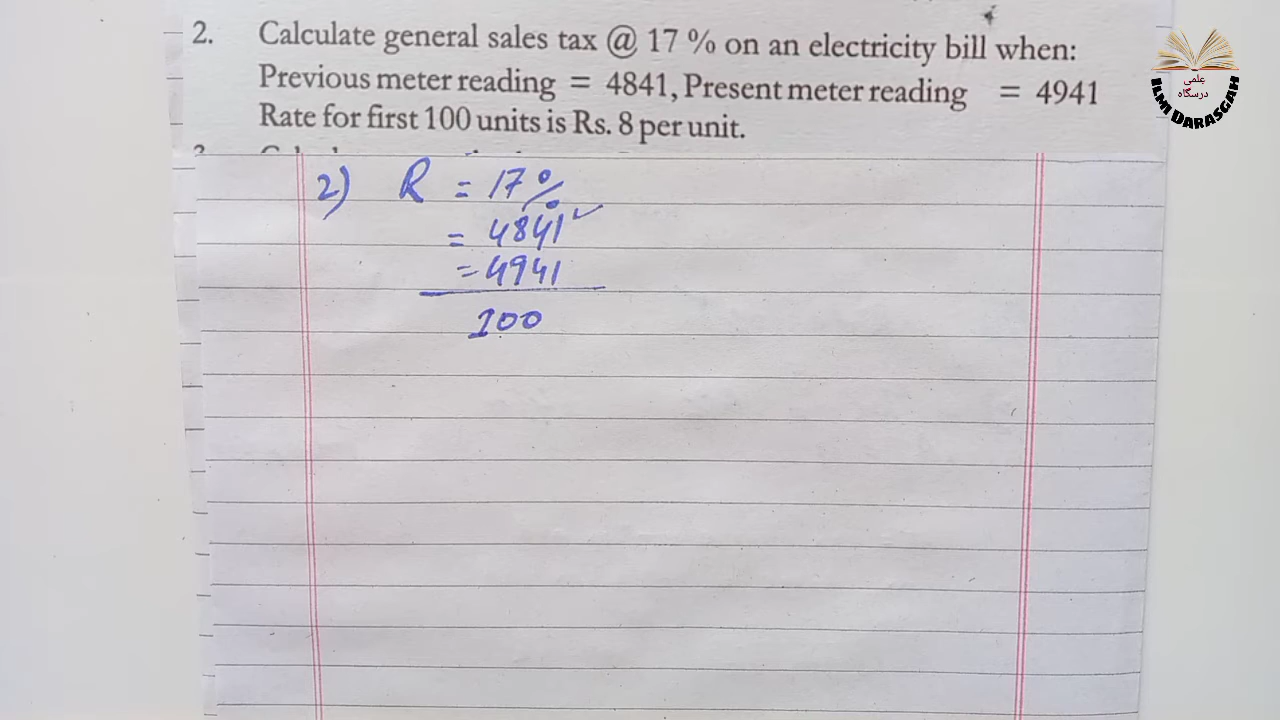 2. Calculate general sales tax @ 17 % on an electricity bill when:
Previous meter reading = 4841, Present meter reading = 4941
Rate for first 100 units is Rs. 8 per unit.
2) R = 17%
= 4841 ✓
= 4941
100
علمی
درسگاہ
ILMI DARASGAH